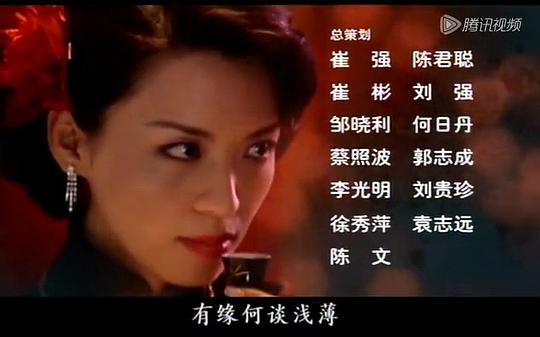 腾讯视频
总策划
崔 强 陈君聪
崔 彬 刘 强
邹晓利 何日丹
蔡照波 郭志成
李光明 刘贵珍
徐秀萍 袁志远
陈 文
有缘何谈浅薄